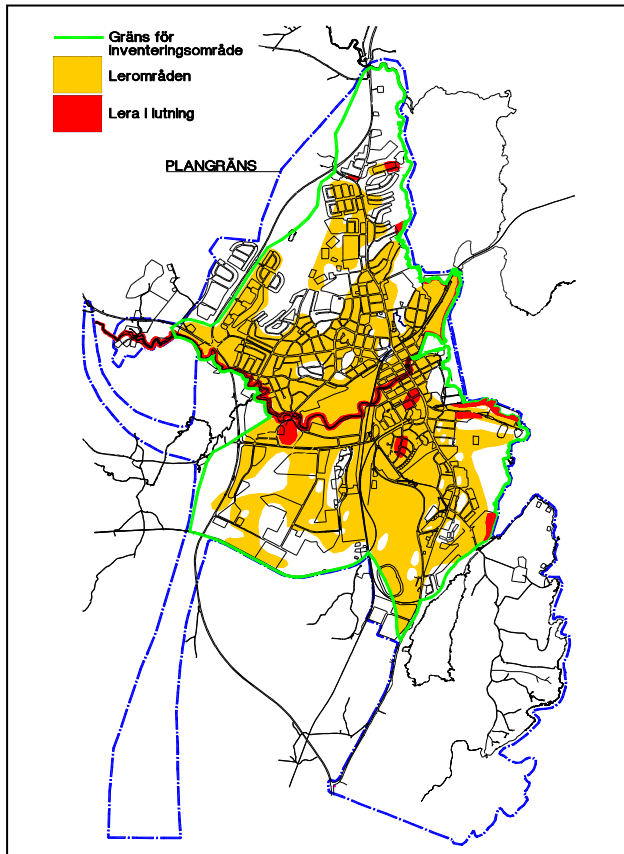 Gräns för
inventeringsområde
Lerområden
Lera i lutning
PLANGRÄNS